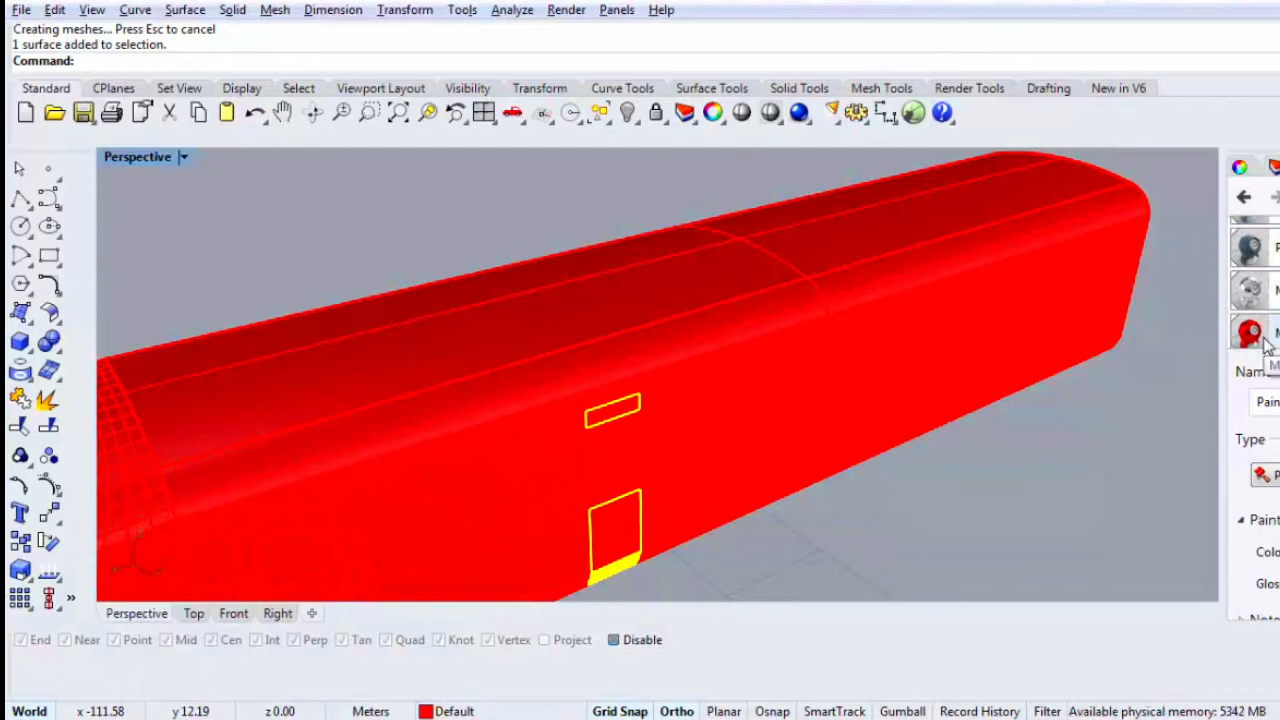 File Edit View Curve Surface Solid Mesh Dimension Transform Tools Analyze Render Panels Help
Creating meshes... Press Esc to cancel
1 surface added to selection.
Command:
Standard CPlanes Set View Display Select Viewport Layout Visibility Transform Curve Tools Surface Tools Solid Tools Mesh Tools Render Tools Drafting New in V6
Perspective
Type
Perspective Top Front Right
End Near Point Mid Cen Int Perp Tan Quad Knot Vertex Project Disable
World x -111.58 y 12.19 z 0.00 Meters Default Grid Snap Ortho Planar Osnap SmartTrack Gumball Record History Filter Available physical memory: 5342 MB